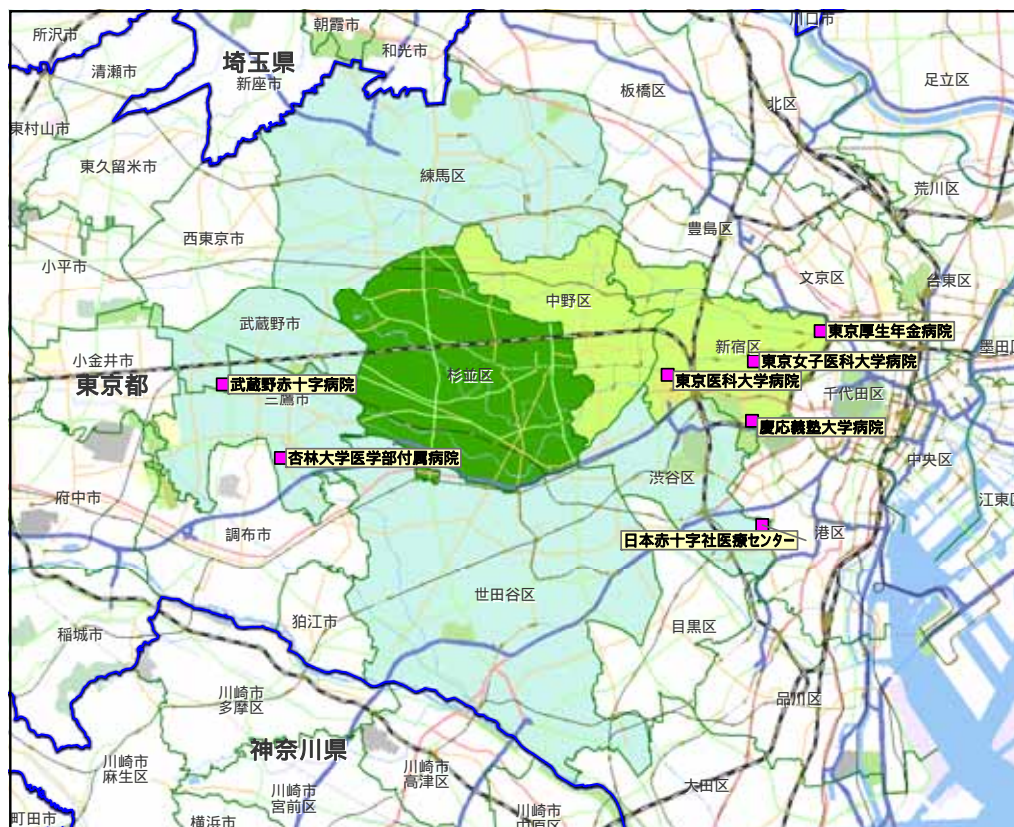 朝霞市
川口市
所沢市
和光市
埼玉県
清瀬市
新座市
板橋区
足立区
北区
東村山市
東久留米市
練馬区
荒川区
豊島区
西東京市
小平市
文京区
台東区
中野区
武蔵野市
東京厚生年金病院
新宿区
墨田区
小金井市
東京女子医科大学病院
杉並区
東京医科大学病院
東京都
武蔵野赤十字病院
千代田区
三鷹市
慶応義塾大学病院
杏林大学医学部付属病院
中央区
渋谷区
府中市
江東区
調布市
港区
日本赤十字社医療センター
世田谷区
狛江市
目黒区
稲城市
川崎市
多摩区
品川区
神奈川県
川崎市
麻生区
川崎市
高津区
大田区
川崎市
宮前区
町田市
横浜市
川崎市